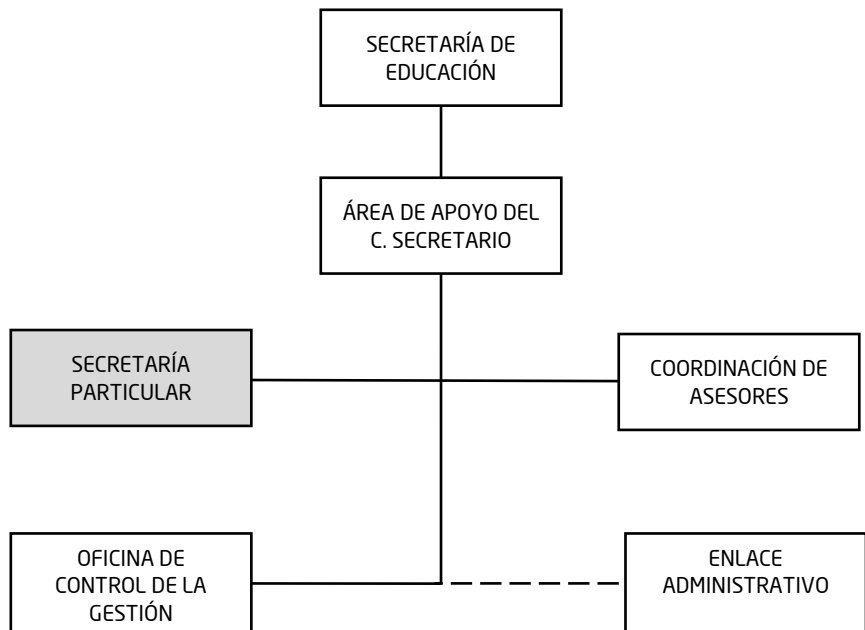 SECRETARÍA DE
EDUCACIÓN
ÁREA DE APOYO DEL
C. SECRETARIO
SECRETARÍA
PARTICULAR
COORDINACIÓN DE
ASESORES
OFICINA DE
CONTROL DE LA
GESTIÓN
ENLACE
ADMINISTRATIVO